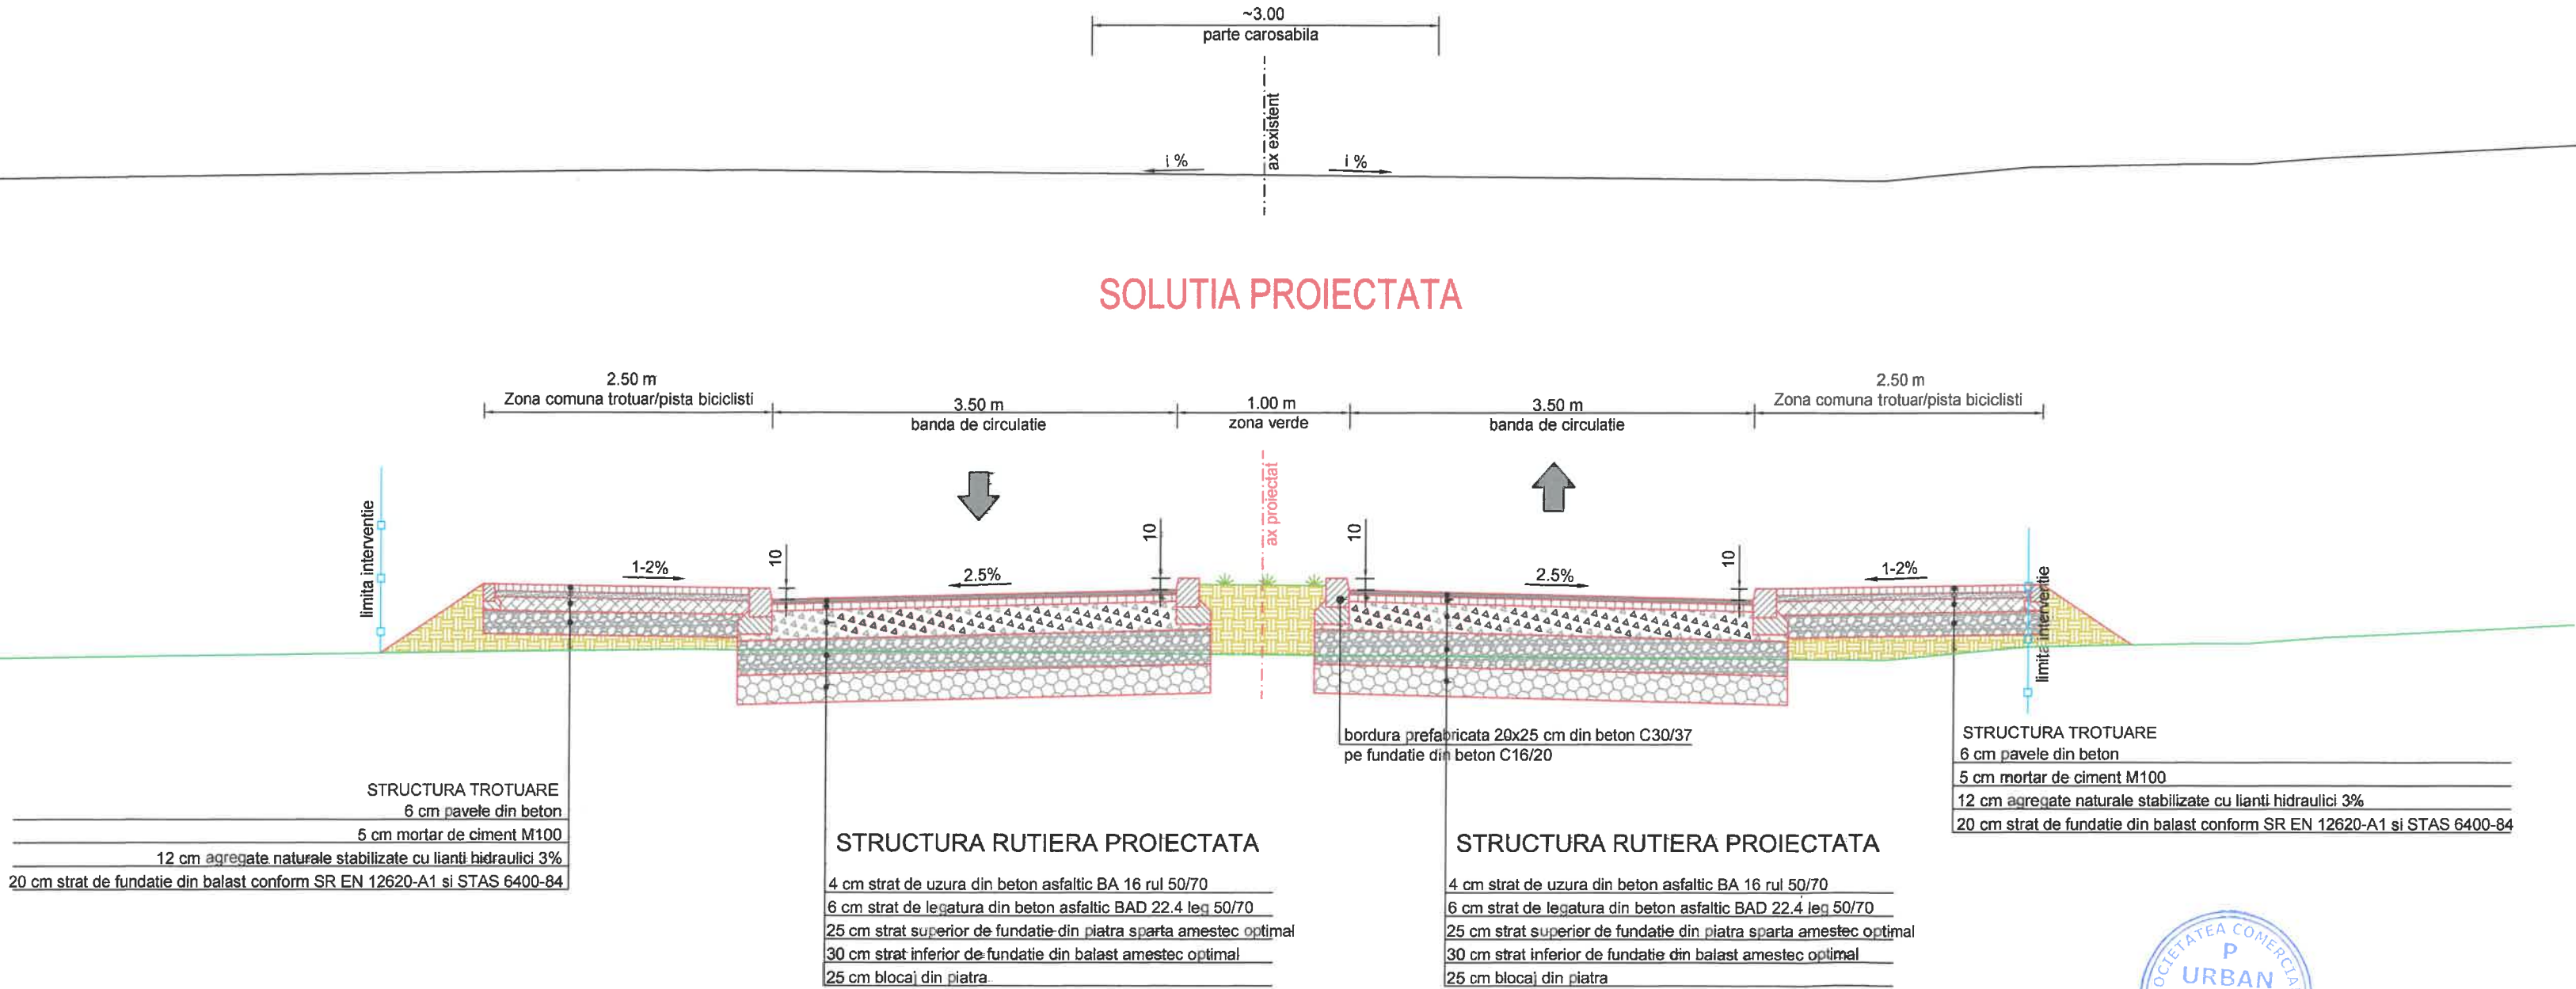 ~3.00
parte carosabila
ax existent
i %
i %
SOLUTIA PROIECTATA
2.50 m
Zona comuna trotuar/pista biciclisti
3.50 m
banda de circulatie
1.00 m
zona verde
3.50 m
banda de circulatie
2.50 m
Zona comuna trotuar/pista biciclisti
limita interventie
1-2%
10
2.5%
10
ax proiectat
10
2.5%
10
1-2%
limita interventie
bordura prefabricata 20x25 cm din beton C30/37
pe fundatie din beton C16/20
STRUCTURA TROTUARE
6 cm pavele din beton
5 cm mortar de ciment M100
12 cm agregate naturale stabilizate cu lianti hidraulici 3%
20 cm strat de fundatie din balast conform SR EN 12620-A1 si STAS 6400-84
STRUCTURA RUTIERA PROIECTATA
4 cm strat de uzura din beton asfaltic BA 16 rul 50/70
6 cm strat de legatura din beton asfaltic BAD 22.4 leg 50/70
25 cm strat superior de fundatie din piatra sparta amestec optimal
30 cm strat inferior de fundatie din balast amestec optimal
25 cm blocaj din piatra
STRUCTURA RUTIERA PROIECTATA
4 cm strat de uzura din beton asfaltic BA 16 rul 50/70
6 cm strat de legatura din beton asfaltic BAD 22.4 leg 50/70
25 cm strat superior de fundatie din piatra sparta amestec optimal
30 cm strat inferior de fundatie din balast amestec optimal
25 cm blocaj din piatra
STRUCTURA TROTUARE
6 cm pavele din beton
5 cm mortar de ciment M100
12 cm agregate naturale stabilizate cu lianti hidraulici 3%
20 cm strat de fundatie din balast conform SR EN 12620-A1 si STAS 6400-84
P
URBAN